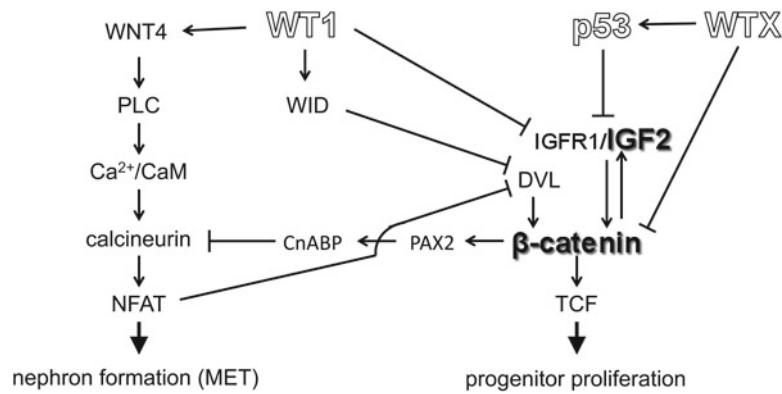 WNT4 WT1 p53 WTX
PLC WID
IGFR1/IGF2
Ca²⁺/CaM DVL
calcineurin CnABP PAX2 β-catenin
NFAT TCF
nephron formation (MET) progenitor proliferation